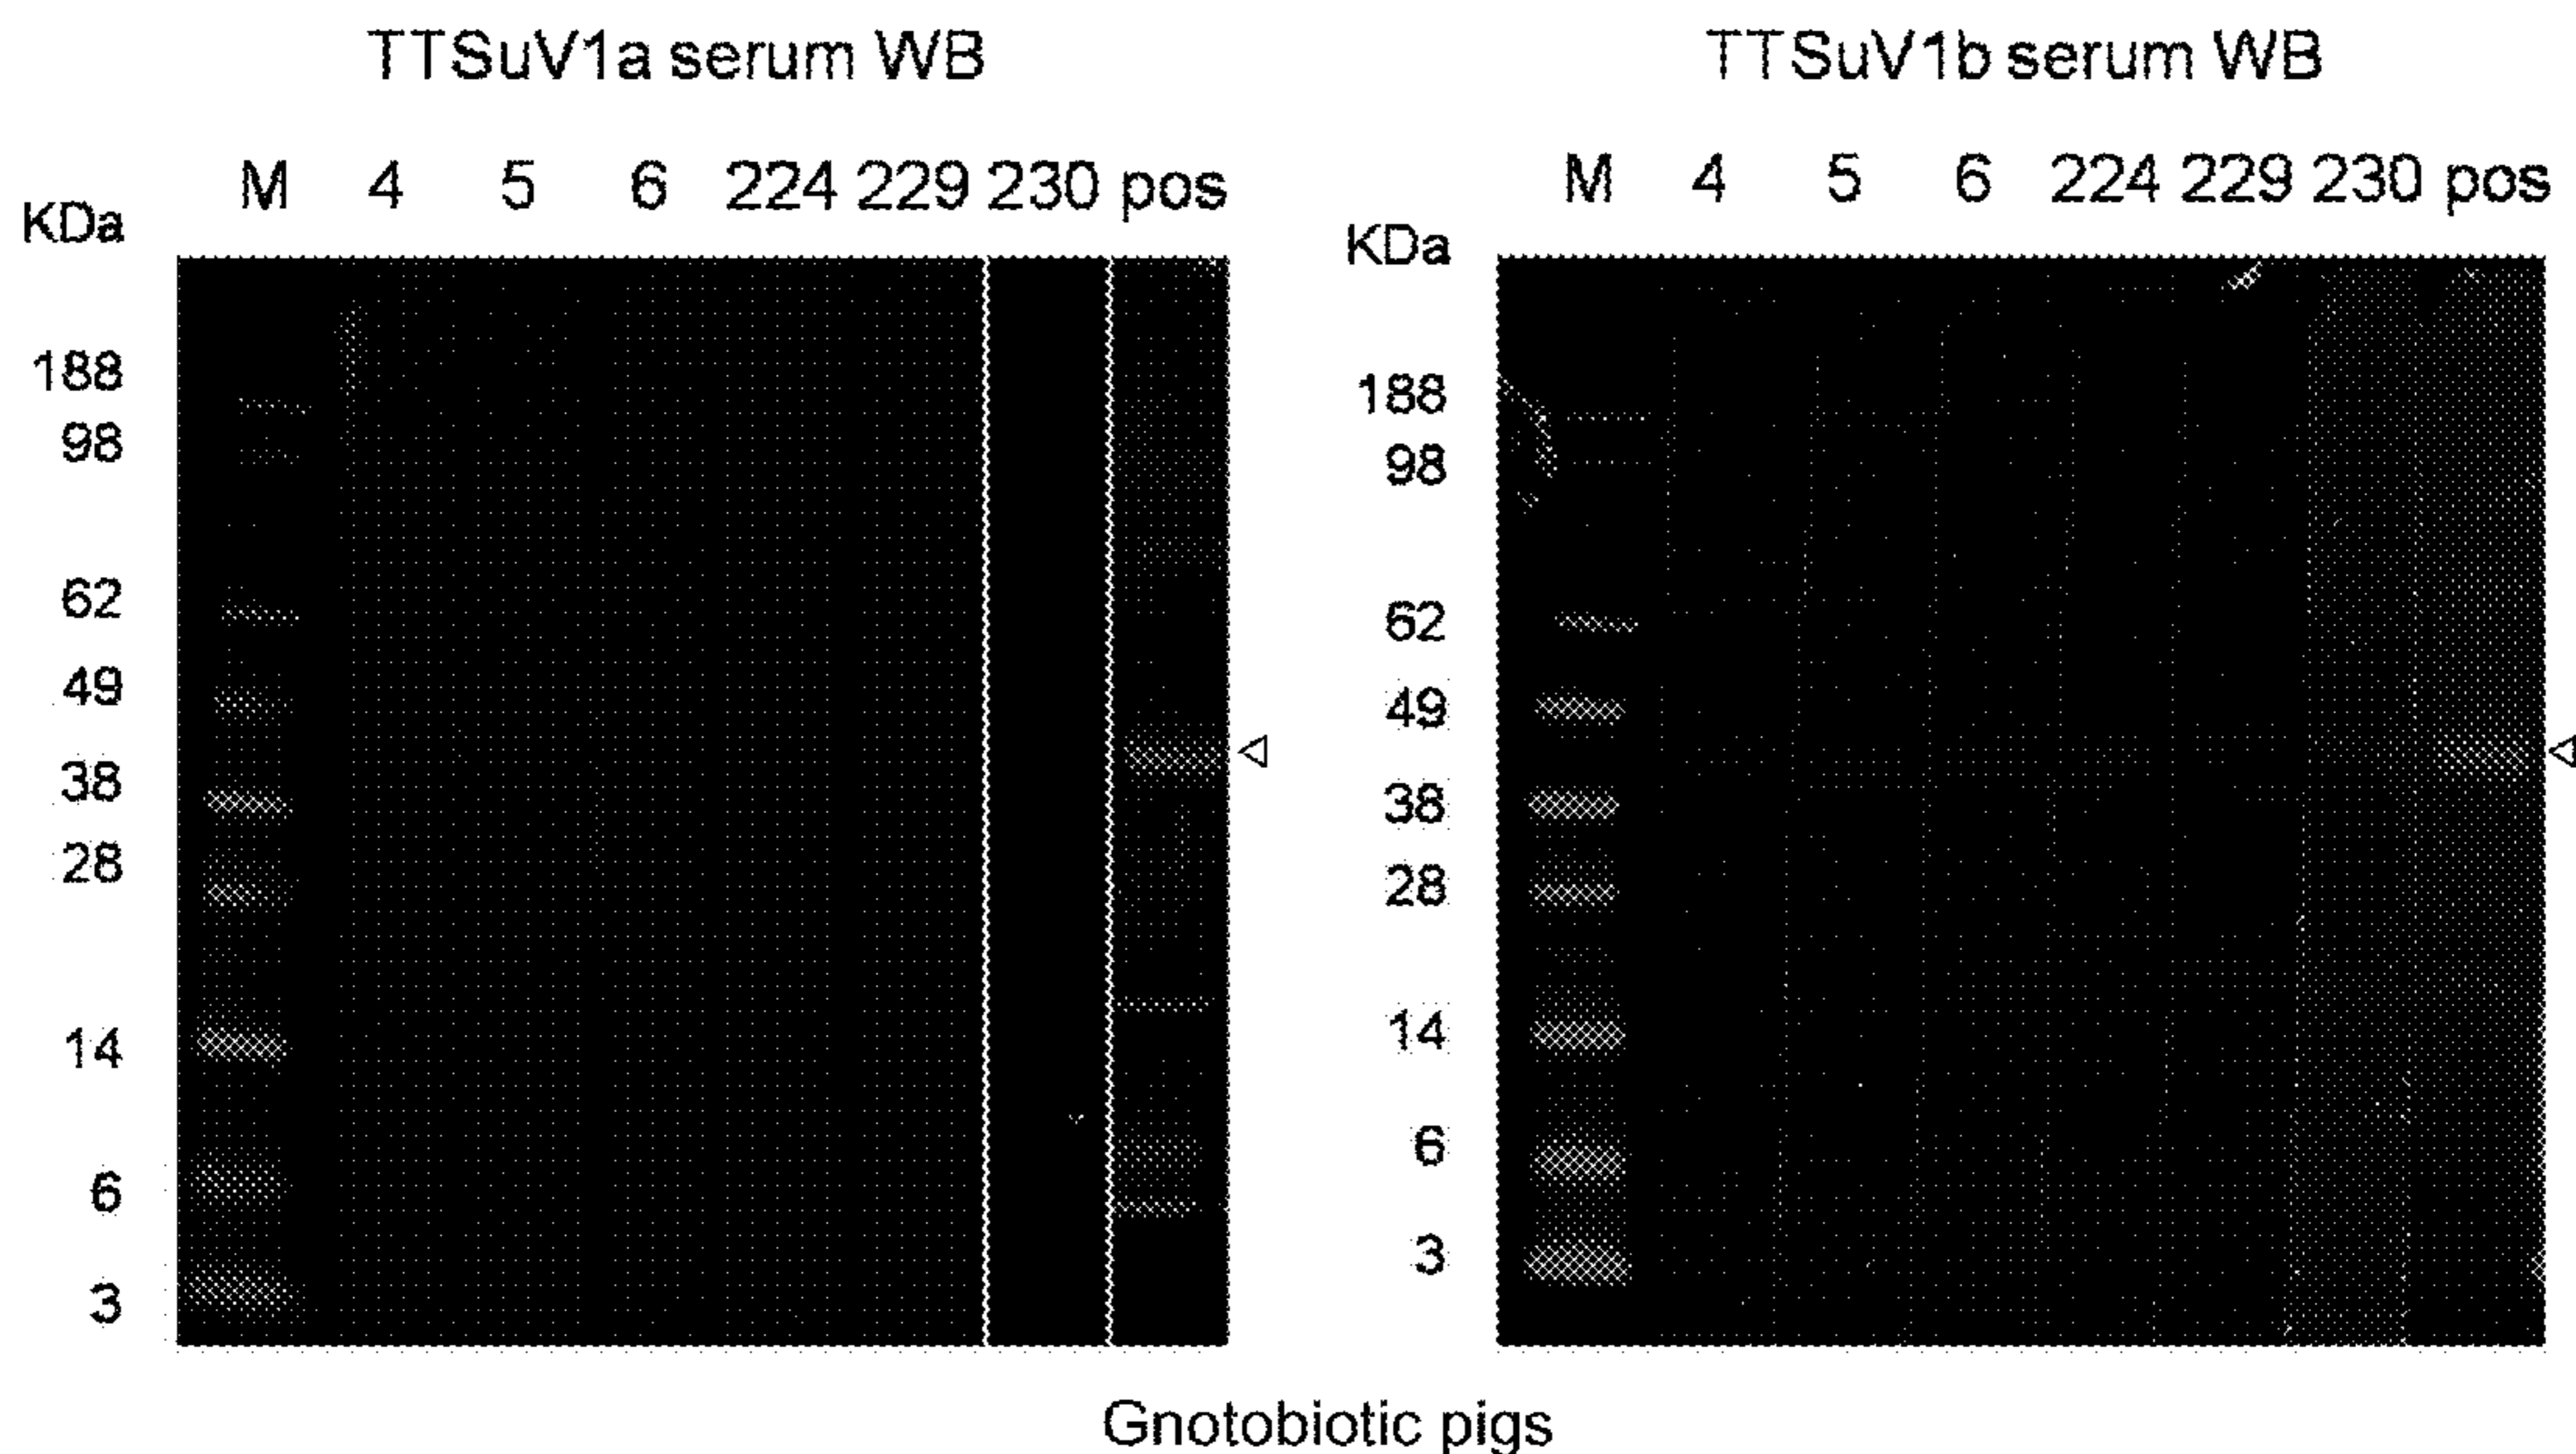 TTSuV1a serum WB
M 4 5 6 224 229 230 pos
KDa
188
98
62
49
38
28
14
6
3
TTSuV1b serum WB
M 4 5 6 224 229 230 pos
KDa
188
98
62
49
38
28
14
6
3
Gnotobiotic pigs